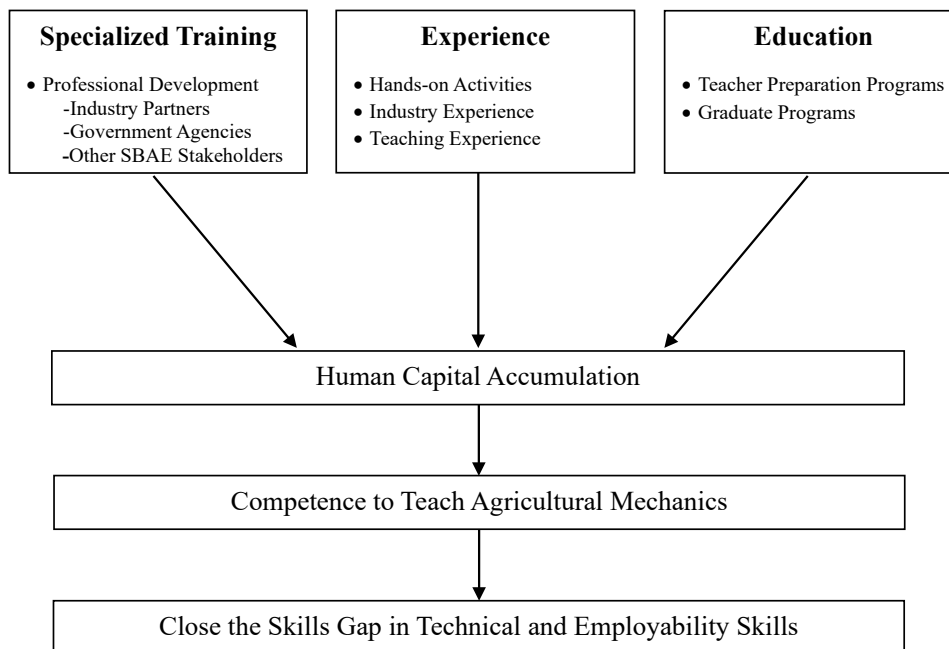 Specialized Training
• Professional Development
-Industry Partners
-Government Agencies
-Other SBAE Stakeholders
Experience
• Hands-on Activities
• Industry Experience
• Teaching Experience
Education
• Teacher Preparation Programs
• Graduate Programs
Human Capital Accumulation
Competence to Teach Agricultural Mechanics
Close the Skills Gap in Technical and Employability Skills